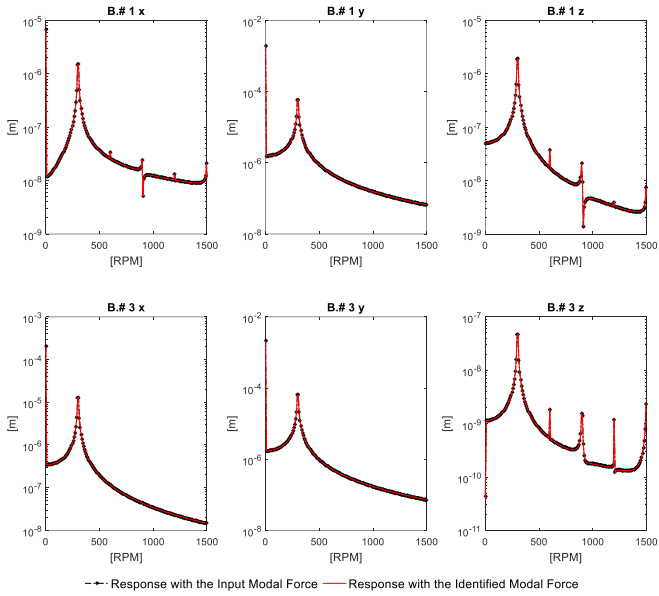 B.# 1 x
B.# 1 y
B.# 1 z
10^-5
10^-6
10^-7
10^-8
10^-9
[m]
0 500 1000 1500
[RPM]
10^-2
10^-4
10^-6
10^-8
[m]
0 500 1000 1500
[RPM]
10^-5
10^-6
10^-7
10^-8
10^-9
[m]
0 500 1000 1500
[RPM]
B.# 3 x
B.# 3 y
B.# 3 z
10^-3
10^-4
10^-5
10^-6
10^-7
10^-8
[m]
0 500 1000 1500
[RPM]
10^-2
10^-4
10^-6
10^-8
[m]
0 500 1000 1500
[RPM]
10^-7
10^-8
10^-9
10^-10
10^-11
[m]
0 500 1000 1500
[RPM]
Response with the Input Modal Force Response with the Identified Modal Force